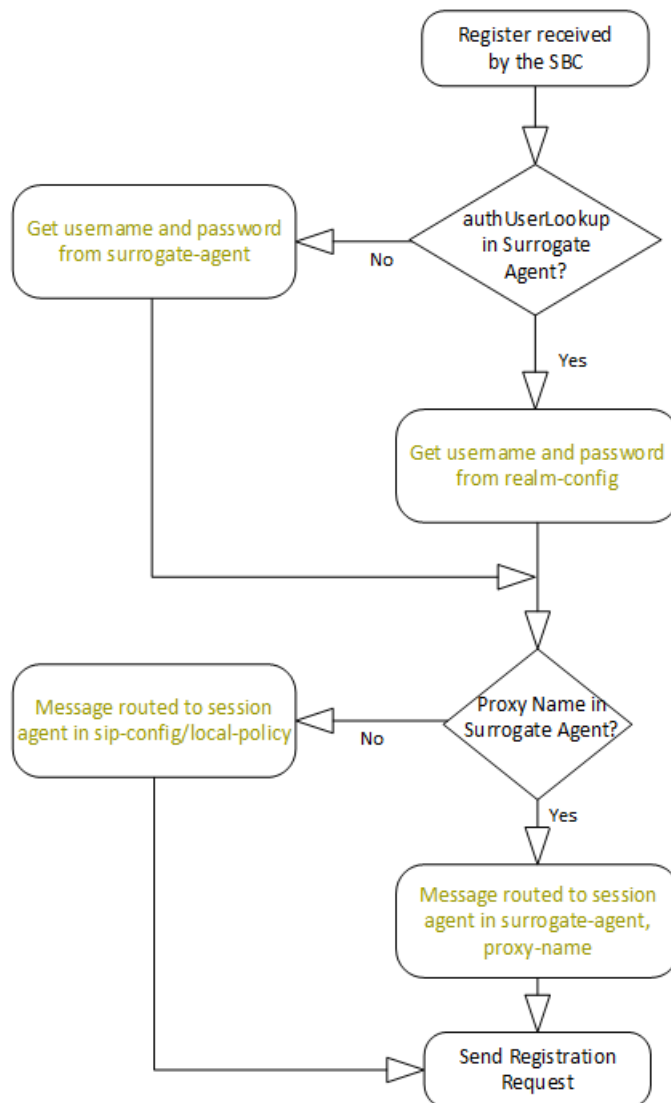 Register received
by the SBC
authUserLookup
in Surrogate
Agent?
No
Get username and password
from surrogate-agent
Yes
Get username and password
from realm-config
Proxy Name in
Surrogate Agent?
No
Message routed to session
agent in sip-config/local-policy
Yes
Message routed to session
agent in surrogate-agent,
proxy-name
Send Registration
Request